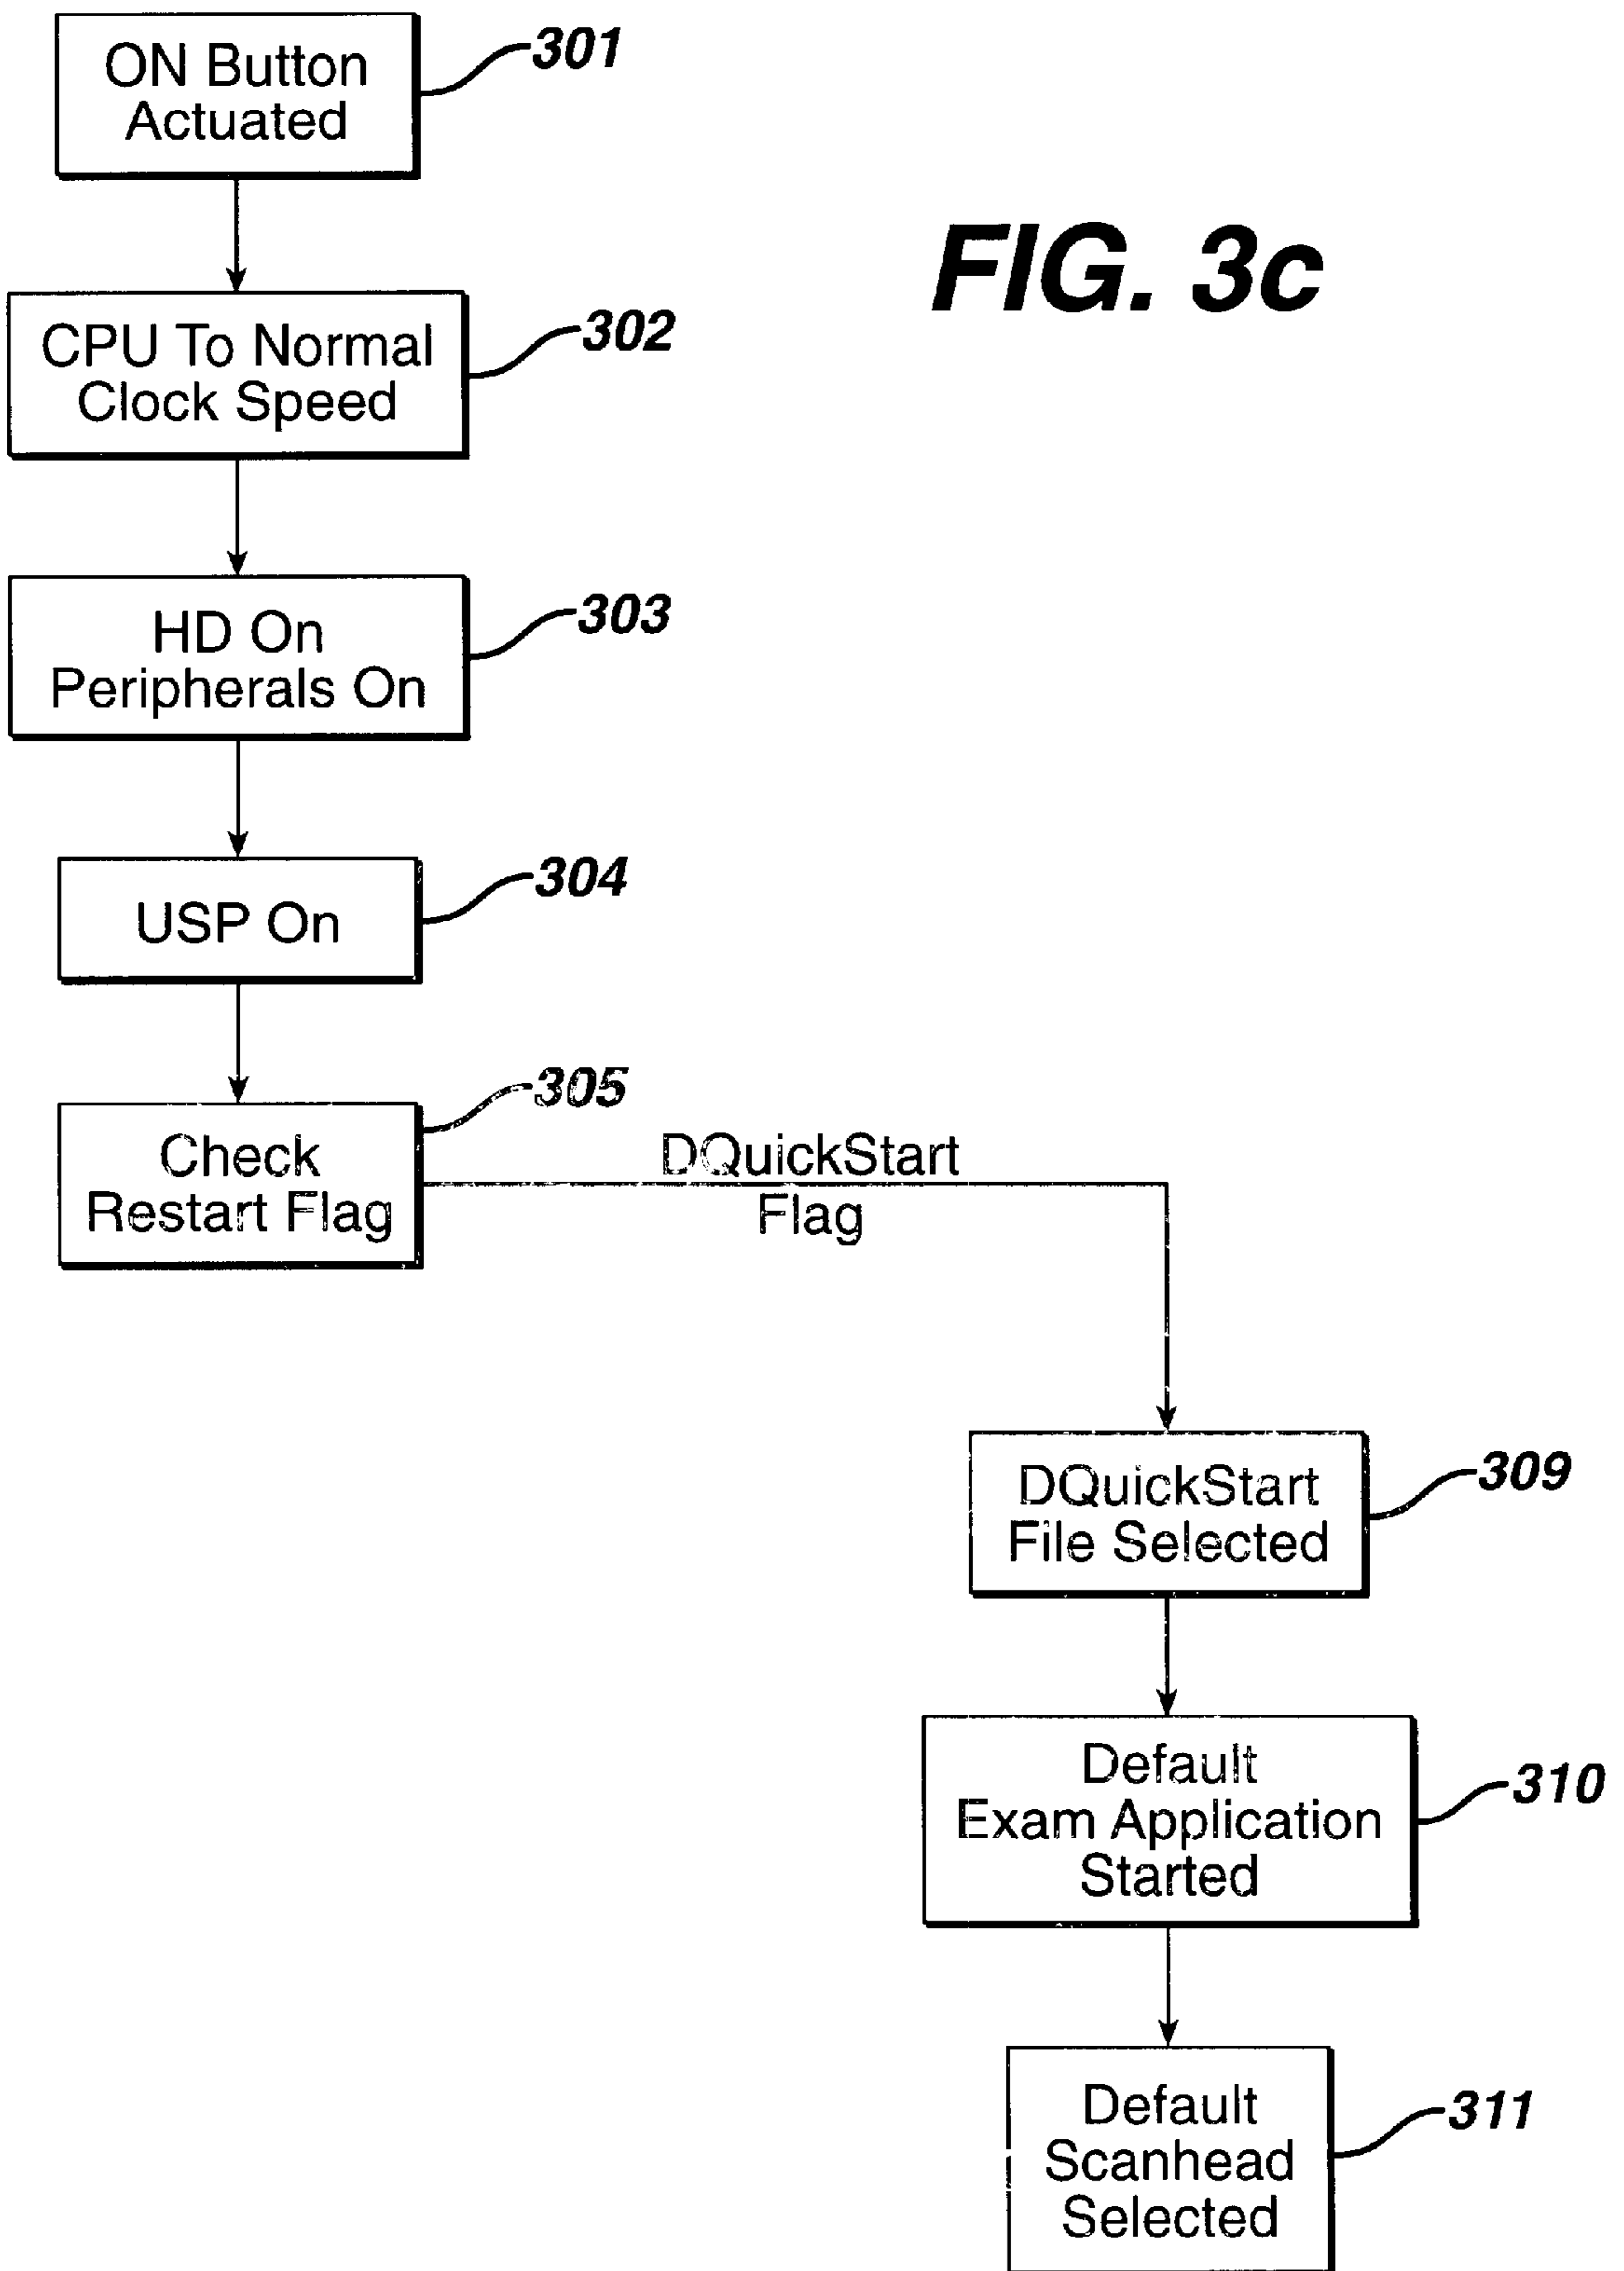 ON Button
Actuated
301
FIG. 3c
CPU To Normal
Clock Speed
302
HD On
Peripherals On
303
USP On
304
Check
Restart Flag
305
DQuickStart
Flag
DQuickStart
File Selected
309
Default
Exam Application
Started
310
Default
Scanhead
Selected
311